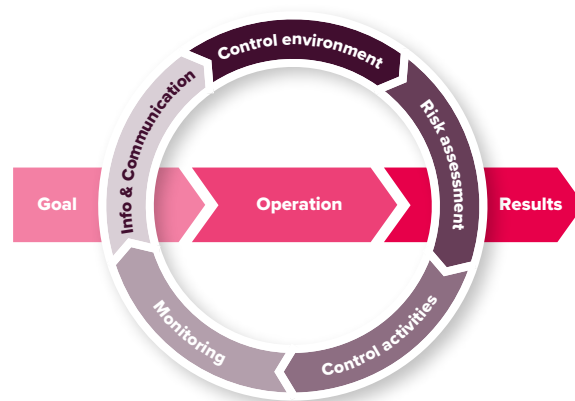 Control environment
Risk assessment
Info & Communication
Goal
Operation
Results
Monitoring
Control activities